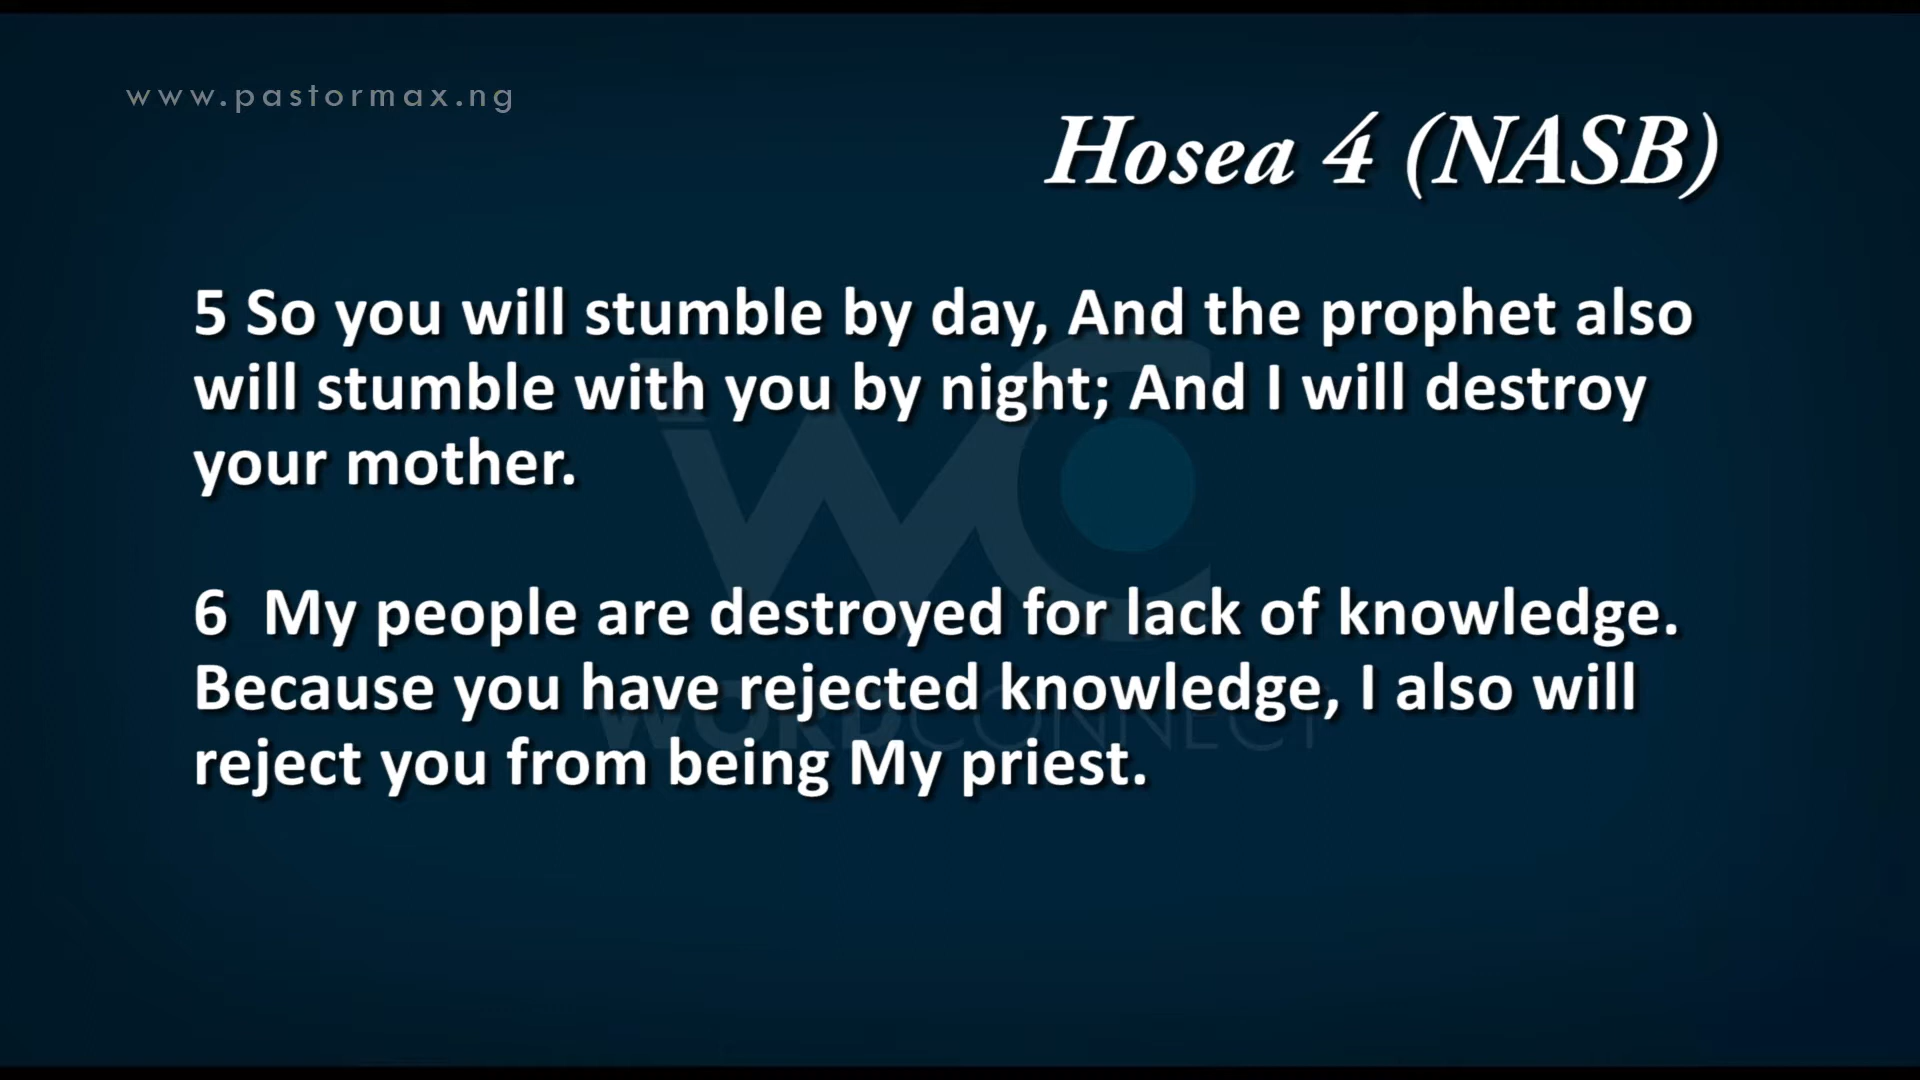 www.pastormax.ng
Hosea 4 (NASB)
5 So you will stumble by day, And the prophet also
will stumble with you by night; And I will destroy
your mother.
6 My people are destroyed for lack of knowledge.
Because you have rejected knowledge, I also will
reject you from being My priest.
WC
WORDCONNECT